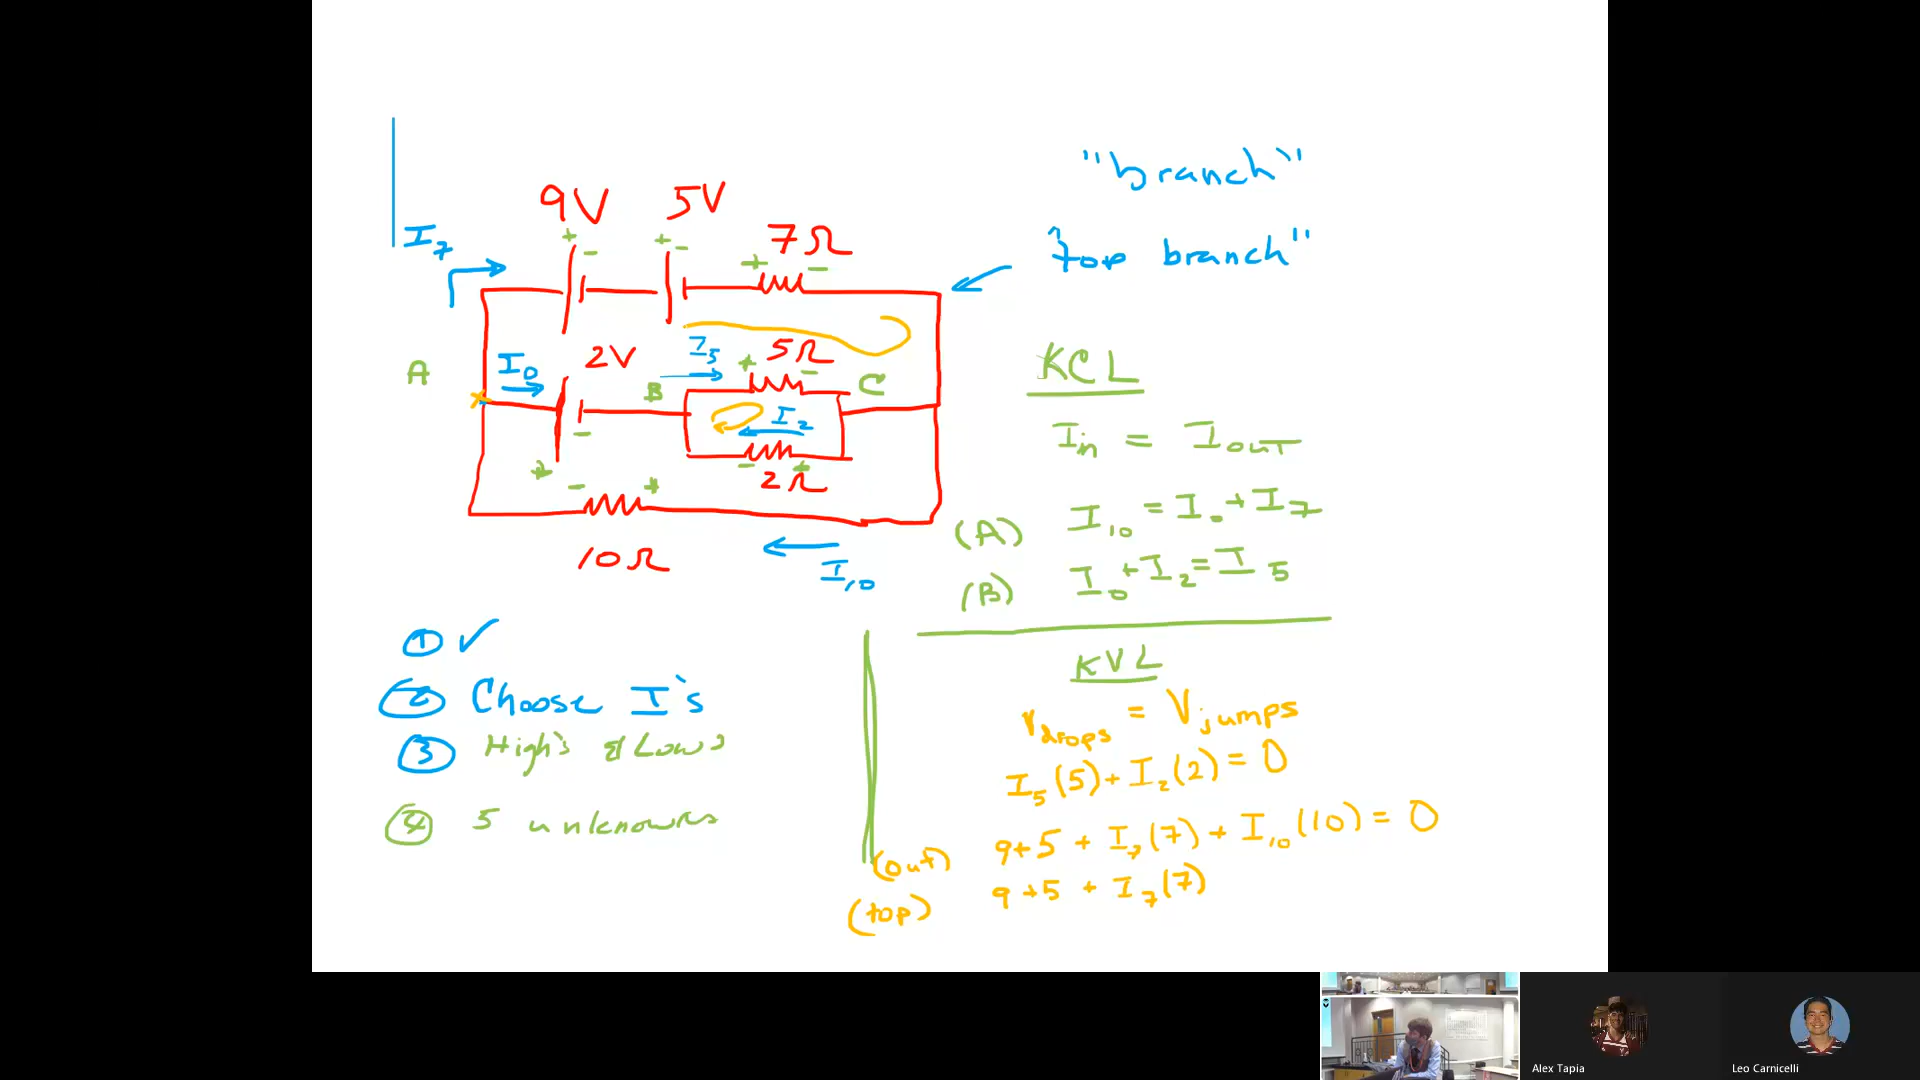 "branch"
"top branch"
9V 5V
+ - + - 7Ω
I7 + -
A I0 2V I5 5Ω
+ -
B C
I2
-
+ - +
2Ω
- +
10Ω
I10
KCL
Iin = Iout
(A) I10 = I0 + I7
(B) I0 + I2 = I5
① ✓
② Choose I's
③ High's & Lows
④ 5 unknowns
KVL
Vdrops = Vjumps
I5(5) + I2(2) = 0
(out) 9+5 + I7(7) + I10(10) = 0
(top) 9+5 + I7(7)
Alex Tapia
Leo Carnicelli